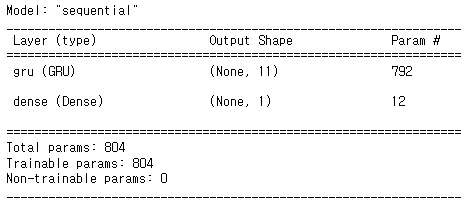 Model: "sequential"
_________________________________________________________________
Layer (type) Output Shape Param #
=================================================================
gru (GRU) (None, 11) 792
dense (Dense) (None, 1) 12
=================================================================
Total params: 804
Trainable params: 804
Non-trainable params: 0
_________________________________________________________________